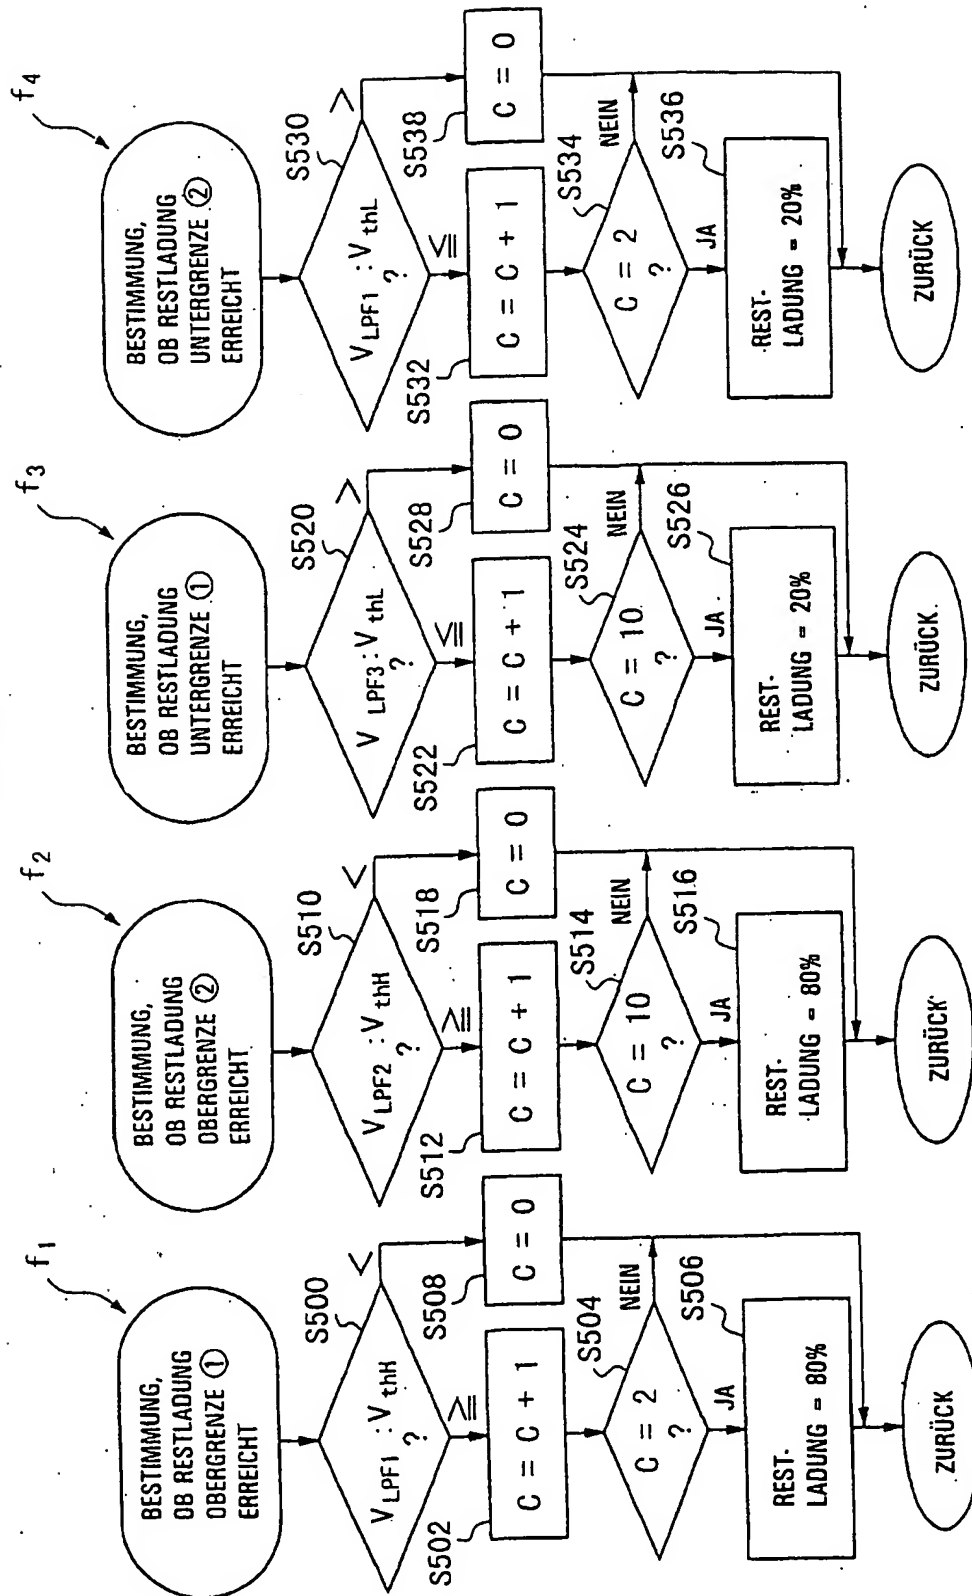 f1
BESTIMMUNG,
OB RESTLADUNG
OBERGRENZE ①
ERREICHT
S500
VLPF1 : VthH
?
<
≧
S502
C = C + 1
S508
C = 0
S504
C = 2
?
NEIN
JA
S506
REST-
LADUNG = 80%
ZURÜCK
f2
BESTIMMUNG,
OB RESTLADUNG
OBERGRENZE ②
ERREICHT
S510
VLPF2 : VthH
?
<
≧
S512
C = C + 1
S518
C = 0
S514
C = 10
?
NEIN
JA
S516
REST-
LADUNG = 80%
ZURÜCK
f3
BESTIMMUNG,
OB RESTLADUNG
UNTERGRENZE ①
ERREICHT
S520
VLPF3 : VthL
?
>
≦
S522
C = C + 1
S528
C = 0
S524
C = 10
?
NEIN
JA
S526
REST-
LADUNG = 20%
ZURÜCK
f4
BESTIMMUNG,
OB RESTLADUNG
UNTERGRENZE ②
ERREICHT
S530
VLPF1 : VthL
?
>
≦
S532
C = C + 1
S538
C = 0
S534
C = 2
?
NEIN
JA
S536
REST-
LADUNG = 20%
ZURÜCK